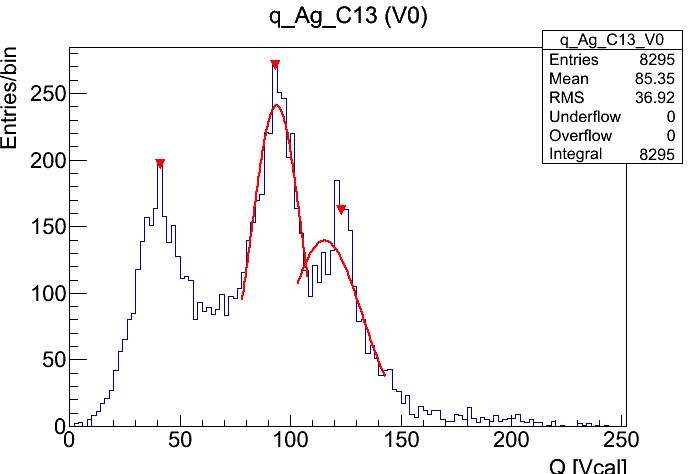 q_Ag_C13 (V0)
q_Ag_C13_V0
Entries 8295
Mean 85.35
RMS 36.92
Underflow 0
Overflow 0
Integral 8295
Entries/bin
250
200
150
100
50
0
0 50 100 150 200 250
Q [Vcal]